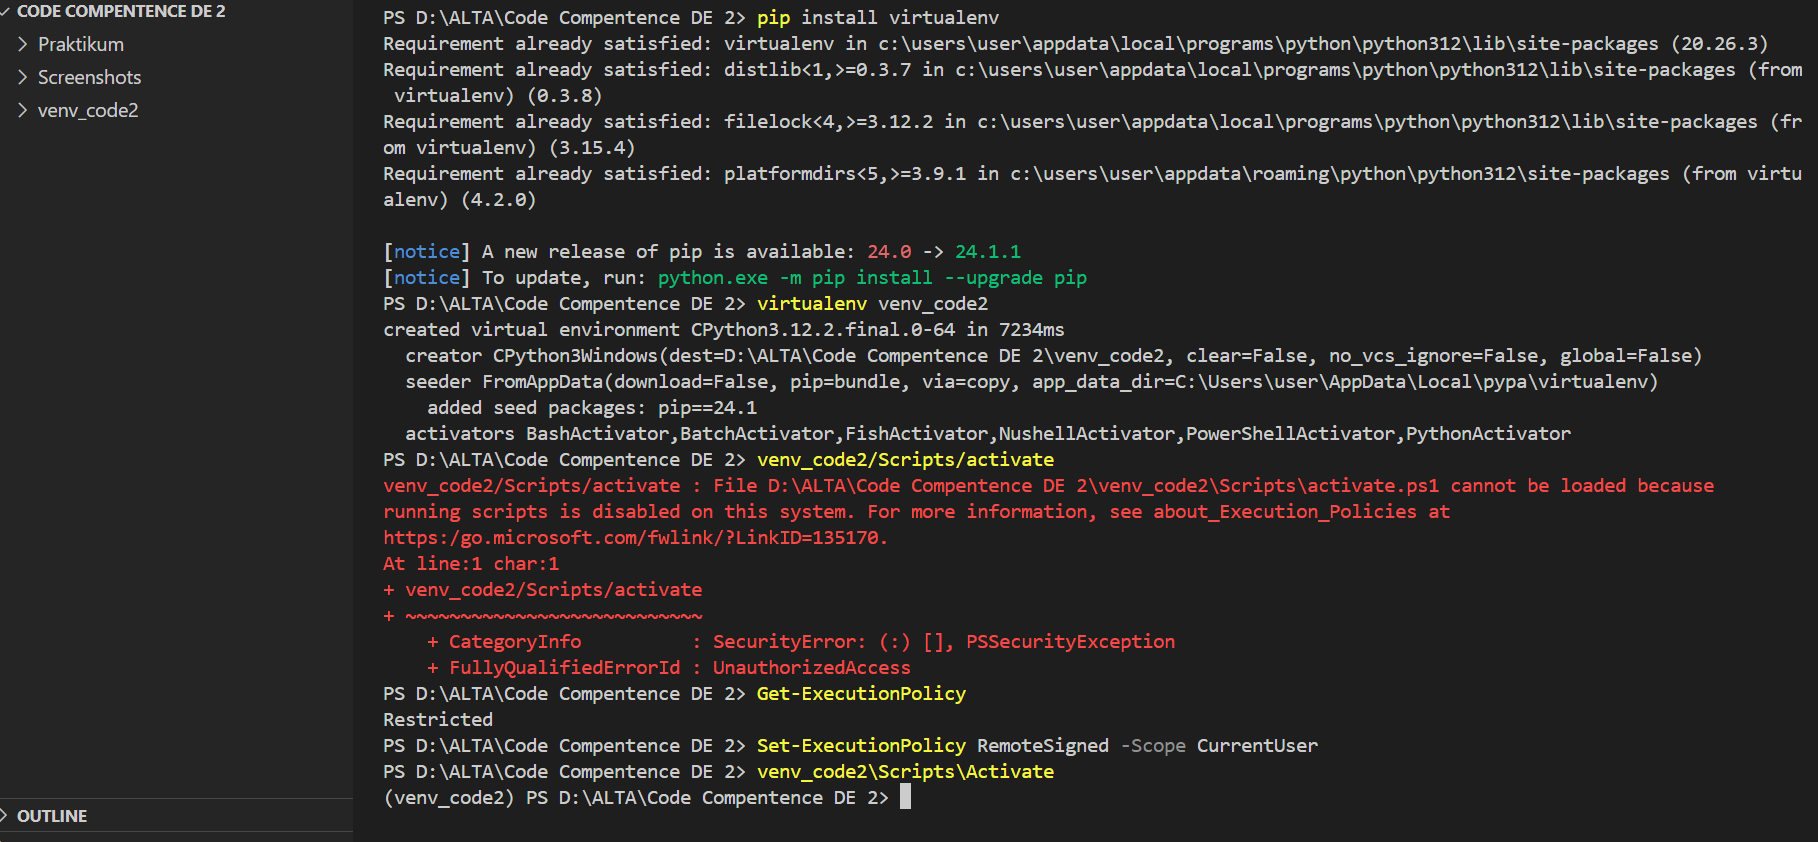 CODE COMPENTENCE DE 2
Praktikum
Screenshots
venv_code2
OUTLINE
PS D:\ALTA\Code Compentence DE 2> pip install virtualenv
Requirement already satisfied: virtualenv in c:\users\user\appdata\local\programs\python\python312\lib\site-packages (20.26.3)
Requirement already satisfied: distlib<1,>=0.3.7 in c:\users\user\appdata\local\programs\python\python312\lib\site-packages (from
 virtualenv) (0.3.8)
Requirement already satisfied: filelock<4,>=3.12.2 in c:\users\user\appdata\local\programs\python\python312\lib\site-packages (fr
om virtualenv) (3.15.4)
Requirement already satisfied: platformdirs<5,>=3.9.1 in c:\users\user\appdata\roaming\python\python312\site-packages (from virtu
alenv) (4.2.0)
[notice] A new release of pip is available: 24.0 -> 24.1.1
[notice] To update, run: python.exe -m pip install --upgrade pip
PS D:\ALTA\Code Compentence DE 2> virtualenv venv_code2
created virtual environment CPython3.12.2.final.0-64 in 7234ms
  creator CPython3Windows(dest=D:\ALTA\Code Compentence DE 2\venv_code2, clear=False, no_vcs_ignore=False, global=False)
  seeder FromAppData(download=False, pip=bundle, via=copy, app_data_dir=C:\Users\user\AppData\Local\pypa\virtualenv)
    added seed packages: pip==24.1
  activators BashActivator,BatchActivator,FishActivator,NushellActivator,PowerShellActivator,PythonActivator
PS D:\ALTA\Code Compentence DE 2> venv_code2/Scripts/activate
venv_code2/Scripts/activate : File D:\ALTA\Code Compentence DE 2\venv_code2\Scripts\activate.ps1 cannot be loaded because
running scripts is disabled on this system. For more information, see about_Execution_Policies at
https:/go.microsoft.com/fwlink/?LinkID=135170.
At line:1 char:1
+ venv_code2/Scripts/activate
+ ~~~~~~~~~~~~~~~~~~~~~~~~~~~
    + CategoryInfo          : SecurityError: (:) [], PSSecurityException
    + FullyQualifiedErrorId : UnauthorizedAccess
PS D:\ALTA\Code Compentence DE 2> Get-ExecutionPolicy
Restricted
PS D:\ALTA\Code Compentence DE 2> Set-ExecutionPolicy RemoteSigned -Scope CurrentUser
PS D:\ALTA\Code Compentence DE 2> venv_code2\Scripts\Activate
(venv_code2) PS D:\ALTA\Code Compentence DE 2>